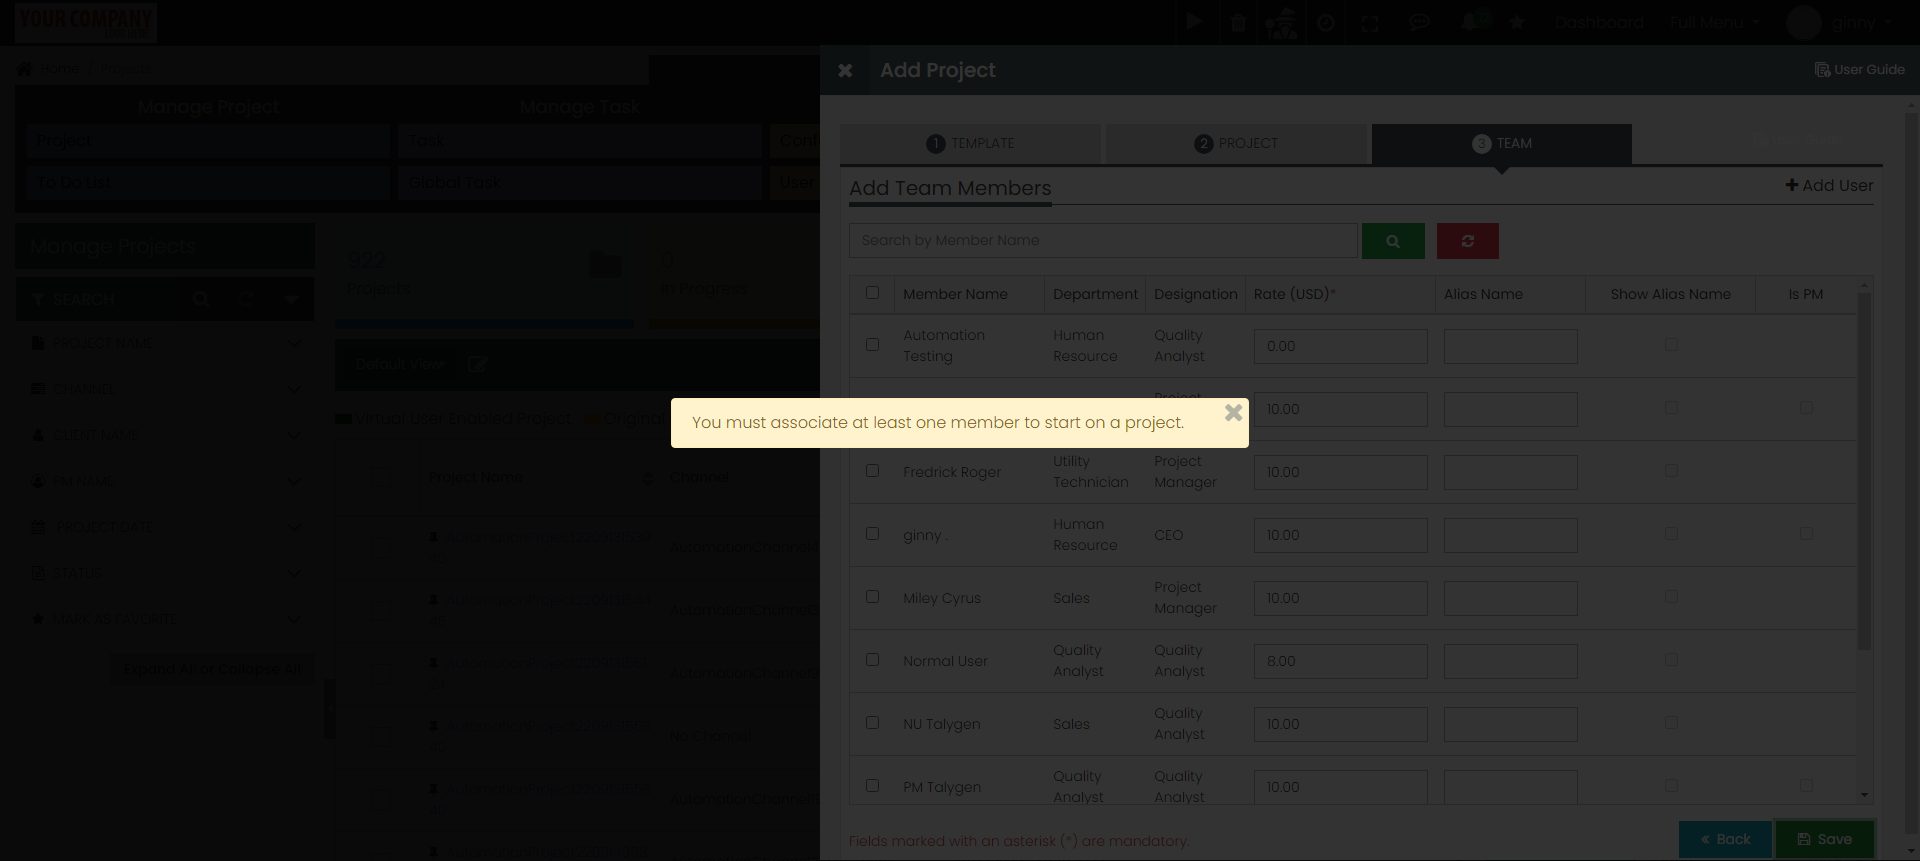 YOUR COMPANY
Dashboard
Full Menu
ginny
Home
Projects
Add Project
User Guide
Manage Project
Manage Task
Project
Task
To Do List
Global Task
User
1 TEMPLATE
2 PROJECT
3 TEAM
Add Team Members
Add User
Search by Member Name
Manage Projects
SEARCH
922
Projects
0
In Progress
PROJECT NAME
CHANNEL
CLIENT NAME
PM NAME
PROJECT DATE
STATUS
MARK AS FAVORITE
Expand All or Collapse All
Default View
Virtual User Enabled Project
Original
Project Name
Channel
No Channel
Member Name Department Designation Rate (USD)* Alias Name Show Alias Name Is PM
Automation Testing Human Resource Quality Analyst 0.00
Project
10.00
You must associate at least one member to start on a project.
Fredrick Roger Utility Technician Project Manager 10.00
ginny . Human Resource CEO 10.00
Miley Cyrus Sales Project Manager 10.00
Normal User Quality Analyst Quality Analyst 8.00
NU Talygen Sales Quality Analyst 10.00
PM Talygen Quality Analyst Quality Analyst 10.00
Fields marked with an asterisk (*) are mandatory.
« Back
Save